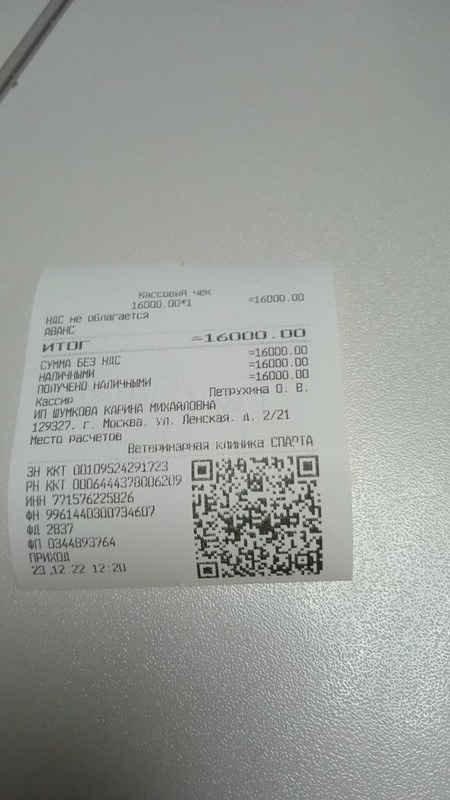 Кассовый чек
16000.00*1 =16000.00
НДС не облагается
АВАНС
ИТОГ =16000.00
СУММА БЕЗ НДС =16000.00
НАЛИЧНЫМИ =16000.00
ПОЛУЧЕНО НАЛИЧНЫМИ =16000.00
Кассир Петрухина О. В.
ИП ШУМКОВА КАРИНА МИХАЙЛОВНА
129327. г. Москва. ул. Ленская. д. 2/21
Место расчетов Ветеринарная клиника СПАРТА
ЗН ККТ 00109524291723
РН ККТ 0006444378006209
ИНН 771576225826
ФН 9961440300734607
ФД 2837
ФП 0344893764
ПРИХОД
23.12.22 12:20